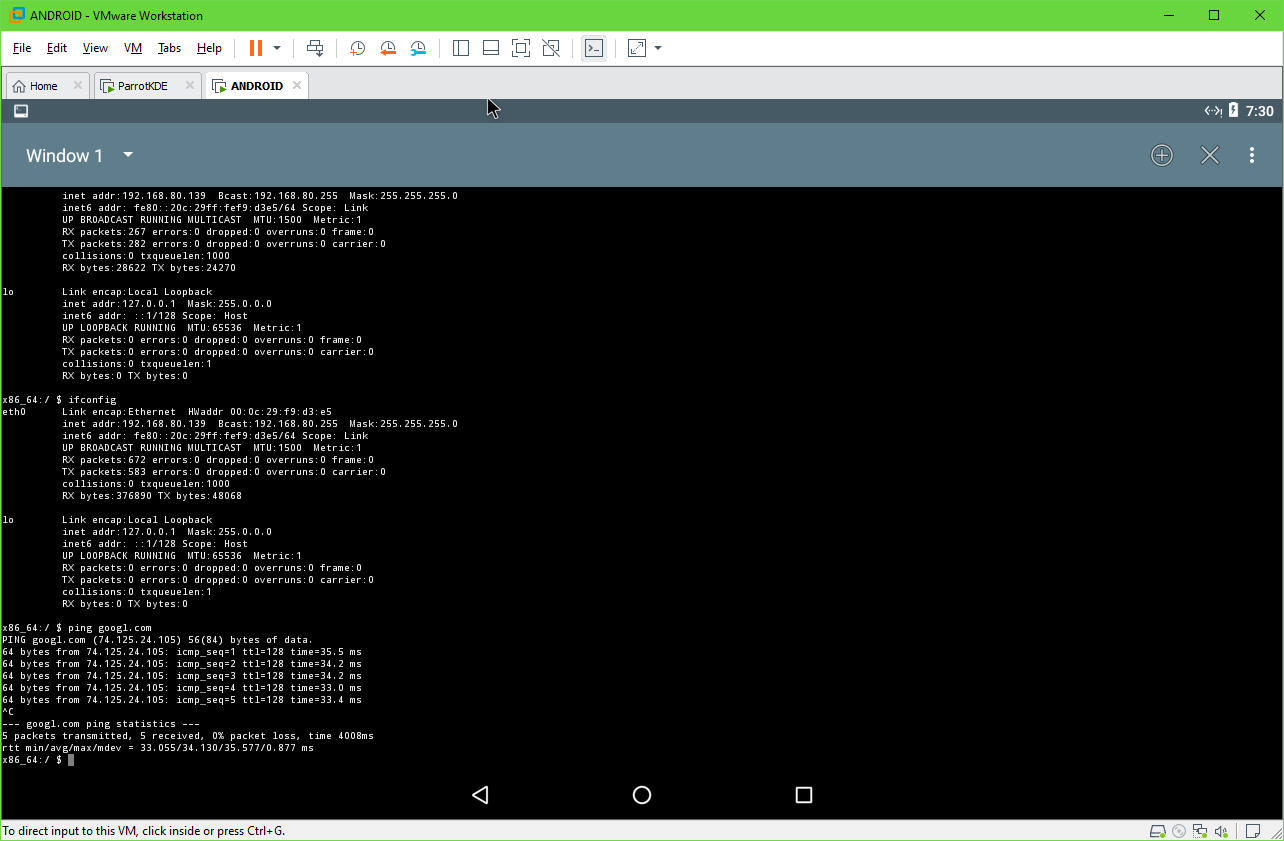 ANDROID - VMware Workstation
File Edit View VM Tabs Help
Home ParrotKDE ANDROID
7:30
Window 1
inet addr:192.168.80.139  Bcast:192.168.80.255  Mask:255.255.255.0
inet6 addr: fe80::20c:29ff:fef9:d3e5/64 Scope: Link
UP BROADCAST RUNNING MULTICAST  MTU:1500  Metric:1
RX packets:267 errors:0 dropped:0 overruns:0 frame:0
TX packets:282 errors:0 dropped:0 overruns:0 carrier:0
collisions:0 txqueuelen:1000
RX bytes:28622 TX bytes:24270
lo        Link encap:Local Loopback
inet addr:127.0.0.1  Mask:255.0.0.0
inet6 addr: ::1/128 Scope: Host
UP LOOPBACK RUNNING  MTU:65536  Metric:1
RX packets:0 errors:0 dropped:0 overruns:0 frame:0
TX packets:0 errors:0 dropped:0 overruns:0 carrier:0
collisions:0 txqueuelen:1
RX bytes:0 TX bytes:0
x86_64:/ $ ifconfig
eth0      Link encap:Ethernet  HWaddr 00:0c:29:f9:d3:e5
inet addr:192.168.80.139  Bcast:192.168.80.255  Mask:255.255.255.0
inet6 addr: fe80::20c:29ff:fef9:d3e5/64 Scope: Link
UP BROADCAST RUNNING MULTICAST  MTU:1500  Metric:1
RX packets:672 errors:0 dropped:0 overruns:0 frame:0
TX packets:583 errors:0 dropped:0 overruns:0 carrier:0
collisions:0 txqueuelen:1000
RX bytes:376890 TX bytes:48068
lo        Link encap:Local Loopback
inet addr:127.0.0.1  Mask:255.0.0.0
inet6 addr: ::1/128 Scope: Host
UP LOOPBACK RUNNING  MTU:65536  Metric:1
RX packets:0 errors:0 dropped:0 overruns:0 frame:0
TX packets:0 errors:0 dropped:0 overruns:0 carrier:0
collisions:0 txqueuelen:1
RX bytes:0 TX bytes:0
x86_64:/ $ ping googl.com
PING googl.com (74.125.24.105) 56(84) bytes of data.
64 bytes from 74.125.24.105: icmp_seq=1 ttl=128 time=35.5 ms
64 bytes from 74.125.24.105: icmp_seq=2 ttl=128 time=34.2 ms
64 bytes from 74.125.24.105: icmp_seq=3 ttl=128 time=34.2 ms
64 bytes from 74.125.24.105: icmp_seq=4 ttl=128 time=33.0 ms
64 bytes from 74.125.24.105: icmp_seq=5 ttl=128 time=33.4 ms
^C
--- googl.com ping statistics ---
5 packets transmitted, 5 received, 0% packet loss, time 4008ms
rtt min/avg/max/mdev = 33.055/34.130/35.577/0.877 ms
x86_64:/ $
To direct input to this VM, click inside or press Ctrl+G.